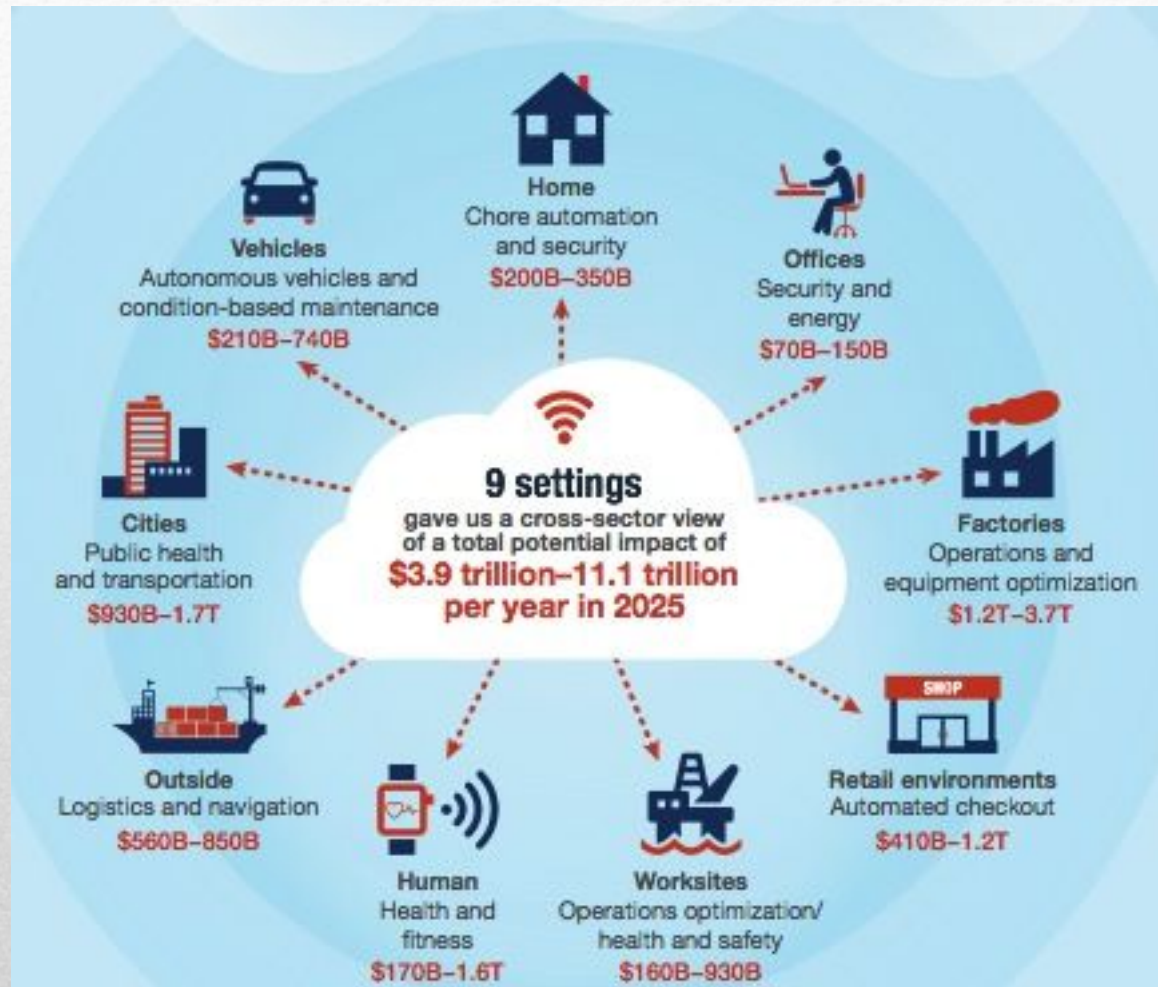 Home
Chore automation
and security
$200B–350B
Offices
Security and
energy
$70B–150B
Vehicles
Autonomous vehicles and
condition-based maintenance
$210B–740B
9 settings
gave us a cross-sector view
of a total potential impact of
$3.9 trillion–11.1 trillion
per year in 2025
Cities
Public health
and transportation
$930B–1.7T
Factories
Operations and
equipment optimization
$1.2T–3.7T
Outside
Logistics and navigation
$560B–850B
SHOP
Retail environments
Automated checkout
$410B–1.2T
Human
Health and
fitness
$170B–1.6T
Worksites
Operations optimization/
health and safety
$160B–930B